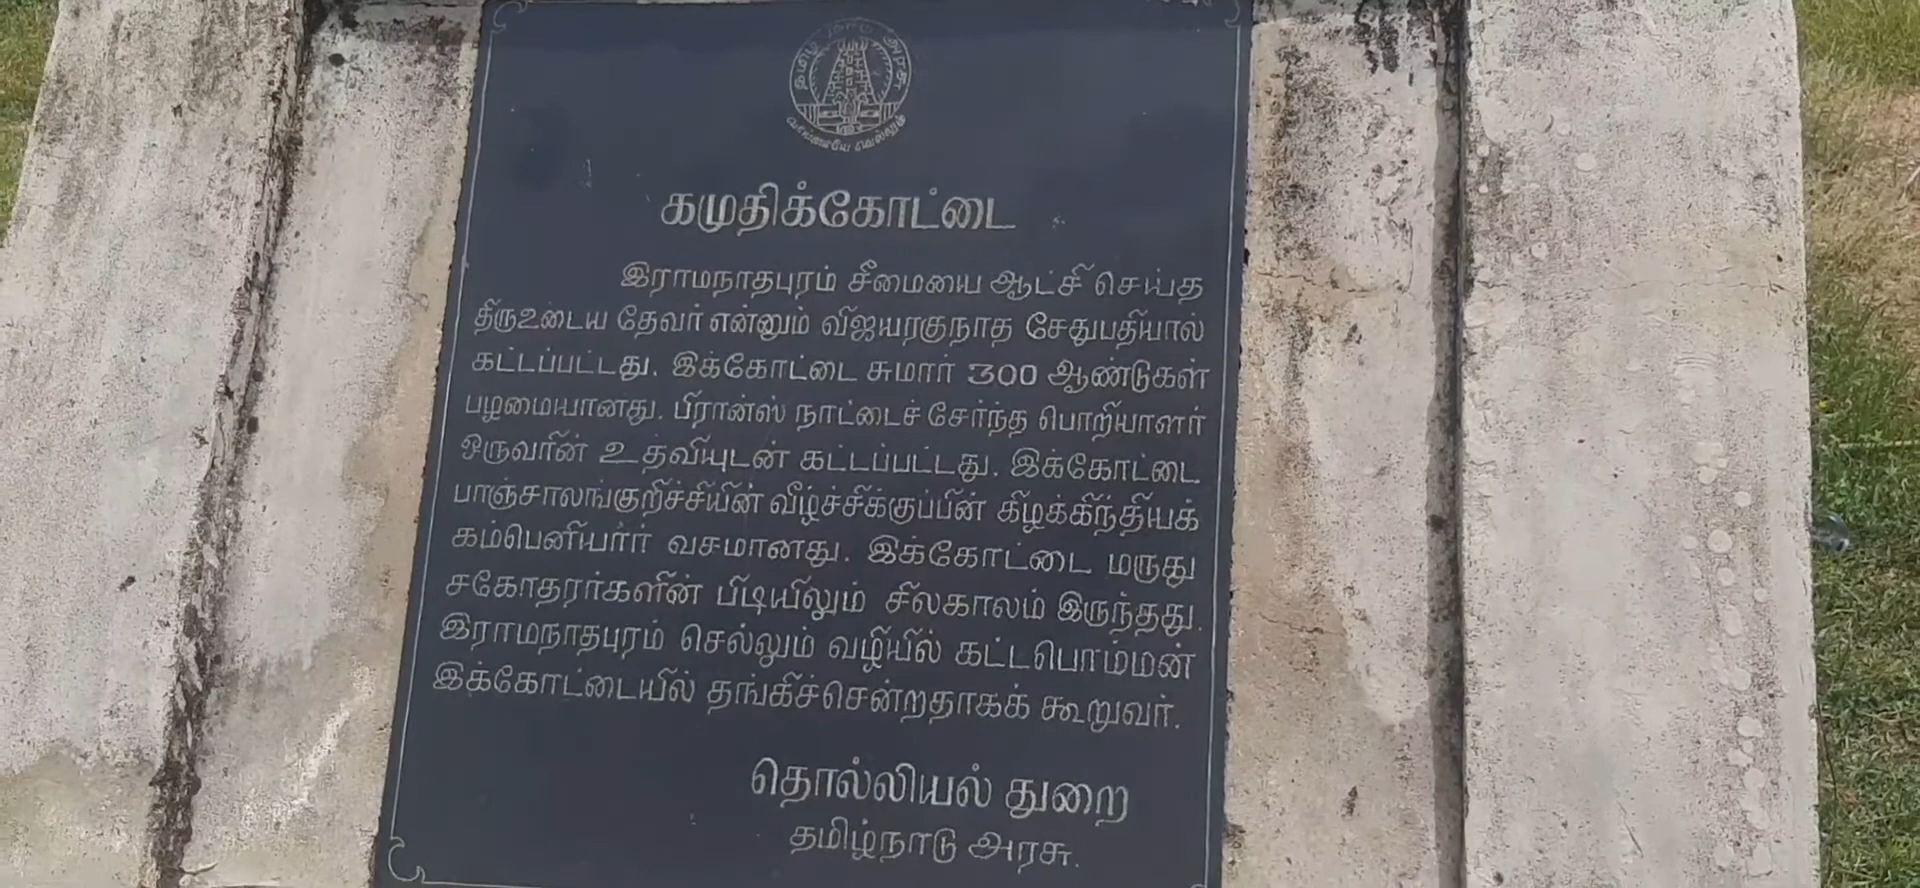 தமிழ் நாடு அரசு
வாய்மையே வெல்லும்
கமுதிக்கோட்டை
இராமநாதபுரம் சீமையை ஆட்சி செய்த
திருஉடைய தேவர் என்னும் விஜயரகுநாத சேதுபதியால்
கட்டப்பட்டது. இக்கோட்டை சுமார் 300 ஆண்டுகள்
பழமையானது. பிரான்ஸ் நாட்டைச் சேர்ந்த பொறியாளர்
ஒருவரின் உத்வியுடன் கட்டப்பட்டது. இக்கோட்டை
பாஞ்சாலங்குறிச்சியின் வீழ்ச்சிக்குப்பின் கிழக்கிந்தியக்
கம்பெனியார்ர் வசமானது. இக்கோட்டை மருது
சகோதரர்களின் பிடியிலும் சிலகாலம் இருந்தது.
இராமநாதபுரம் செல்லும் வழியில் கட்டபொம்மன்
இக்கோட்டையில் தங்கிச்சென்றதாகக் கூறுவர்.
தொல்லியல் துறை
தமிழ்நாடு அரசு.